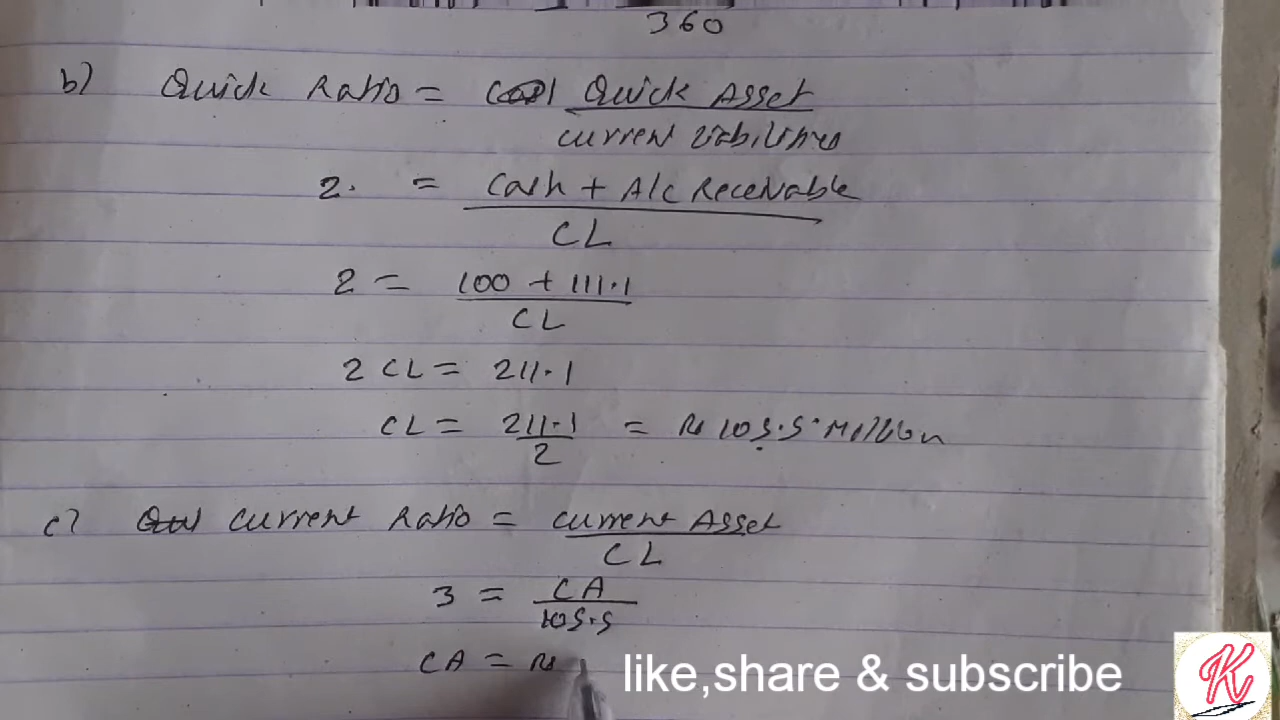 360
b) Quick Ratio = Quick Asset
current liabilities
2. = Cash + A/c Receivable
CL
2 = 100 + 111.1
CL
2 CL = 211.1
CL = 211.1 = Rs 105.5 Million
2
c) Current Ratio = current Asset
CL
3 = CA
105.5
CA = Rs
like,share & subscribe
K